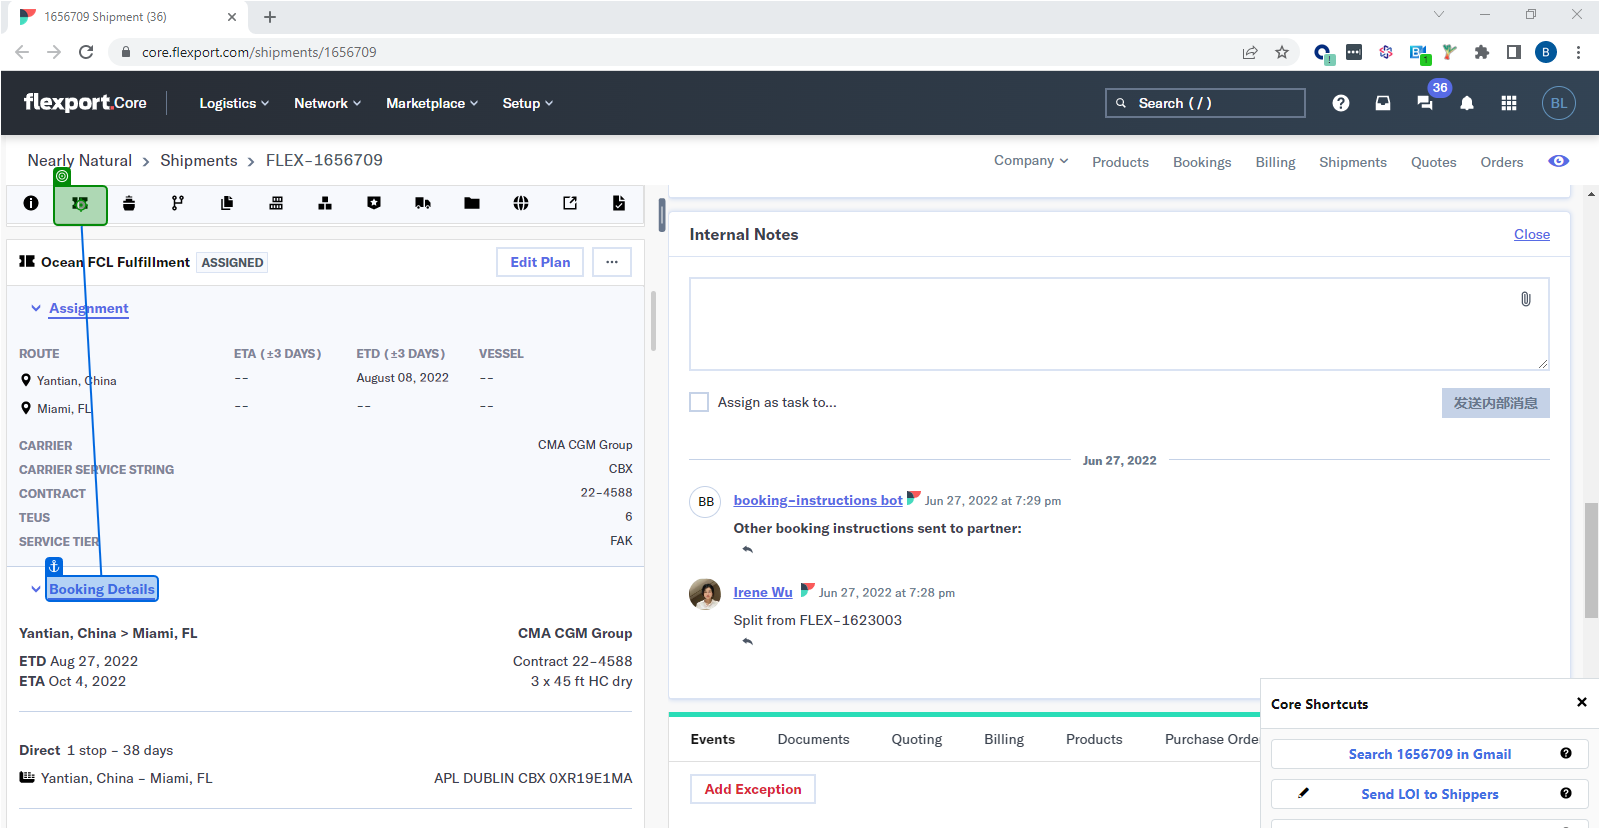 1656709 Shipment (36)
core.flexport.com/shipments/1656709
B
flexport.Core
Logistics
Network
Marketplace
Setup
Search ( / )
36
BL
Nearly Natural > Shipments > FLEX-1656709
Company
Products
Bookings
Billing
Shipments
Quotes
Orders
Ocean FCL Fulfillment
ASSIGNED
Edit Plan
...
Assignment
ROUTE
ETA (±3 DAYS)
ETD (±3 DAYS)
VESSEL
Yantian, China
--
August 08, 2022
--
Miami, FL
--
--
--
CARRIER
CMA CGM Group
CARRIER SERVICE STRING
CBX
CONTRACT
22-4588
TEUS
6
SERVICE TIER
FAK
Booking Details
Yantian, China > Miami, FL
CMA CGM Group
ETD Aug 27, 2022
Contract 22-4588
ETA Oct 4, 2022
3 x 45 ft HC dry
Direct 1 stop - 38 days
Yantian, China - Miami, FL
APL DUBLIN CBX 0XR19E1MA
Internal Notes
Close
Assign as task to...
发送内部消息
Jun 27, 2022
BB
booking-instructions bot
Jun 27, 2022 at 7:29 pm
Other booking instructions sent to partner:
Irene Wu
Jun 27, 2022 at 7:28 pm
Split from FLEX-1623003
Events
Documents
Quoting
Billing
Products
Purchase Orde
Add Exception
Core Shortcuts
Search 1656709 in Gmail
Send LOI to Shippers